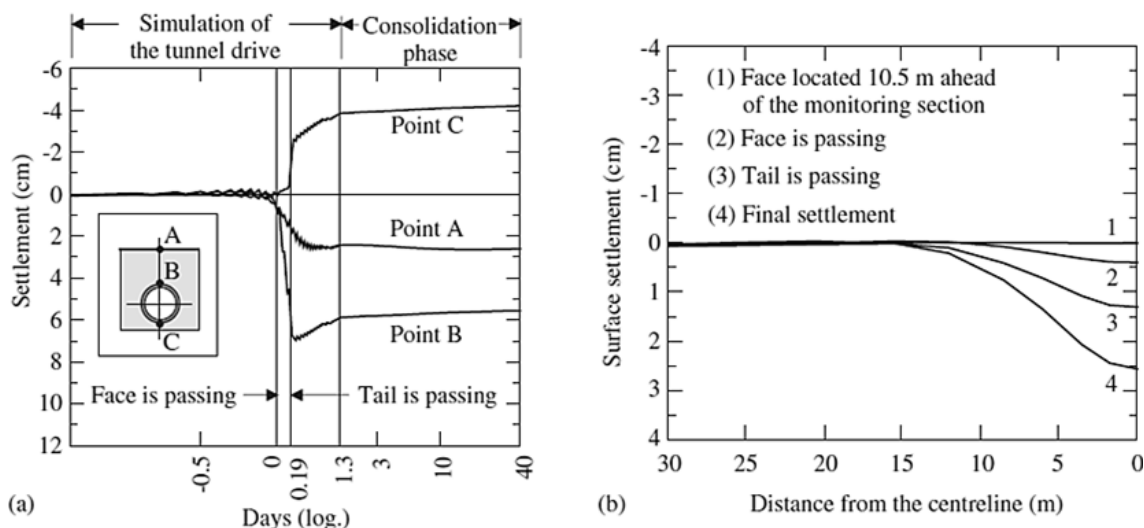 Simulation of
the tunnel drive
Consolidation
phase
-6
-4
-2
0
2
4
6
8
10
12
Settlement (cm)
Point C
Point A
Point B
A
B
C
Face is passing
Tail is passing
-0.5
0
0.19
1.3
3
10
40
Days (log.)
(a)
-4
-3
-2
-1
0
1
2
3
4
Surface settlement (cm)
(1) Face located 10.5 m ahead
of the monitoring section
(2) Face is passing
(3) Tail is passing
(4) Final settlement
1
2
3
4
30
25
20
15
10
5
0
Distance from the centreline (m)
(b)